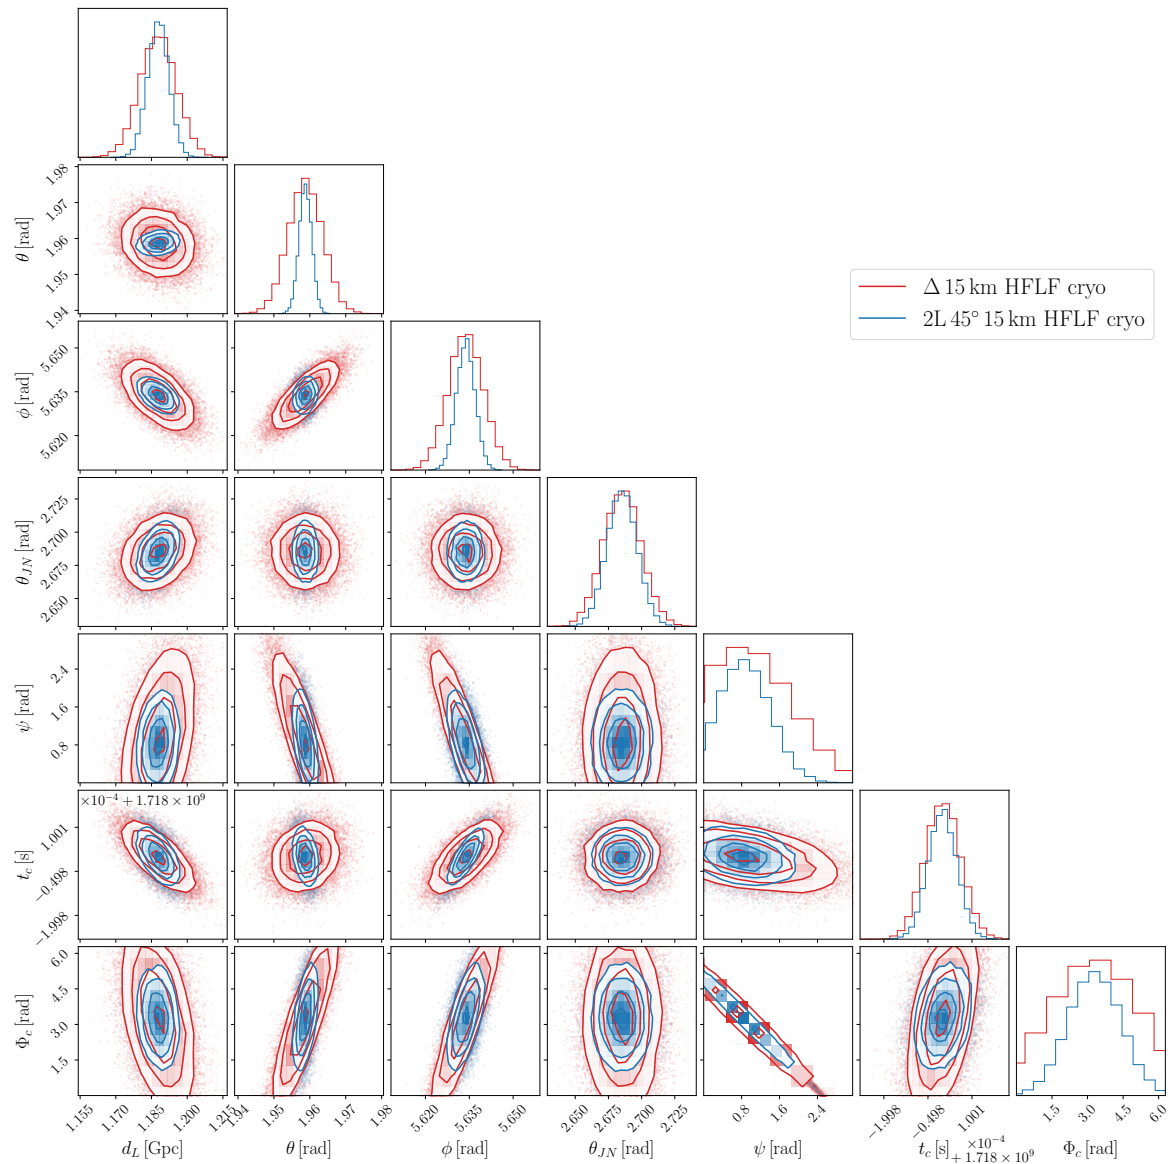 1.98
1.97
1.96
1.95
1.94
θ [rad]
Δ 15 km HFLF cryo
2L 45° 15 km HFLF cryo
5.650
5.635
5.620
ϕ [rad]
2.725
2.700
2.675
2.650
θ_JN [rad]
2.4
1.6
0.8
ψ [rad]
×10⁻⁴ + 1.718 × 10⁹
1.001
−0.498
−1.998
t_c [s]
6.0
4.5
3.0
1.5
Φ_c [rad]
1.155 1.170 1.185 1.200 1.215 1.94 1.95 1.96 1.97 1.98 5.620 5.635 5.650 2.650 2.675 2.700 2.725 0.8 1.6 2.4 −1.998 −0.498 1.001 1.5 3.0 4.5 6.0
d_L [Gpc] θ [rad] ϕ [rad] θ_JN [rad] ψ [rad] t_c [s] ×10⁻⁴ + 1.718 × 10⁹ Φ_c [rad]